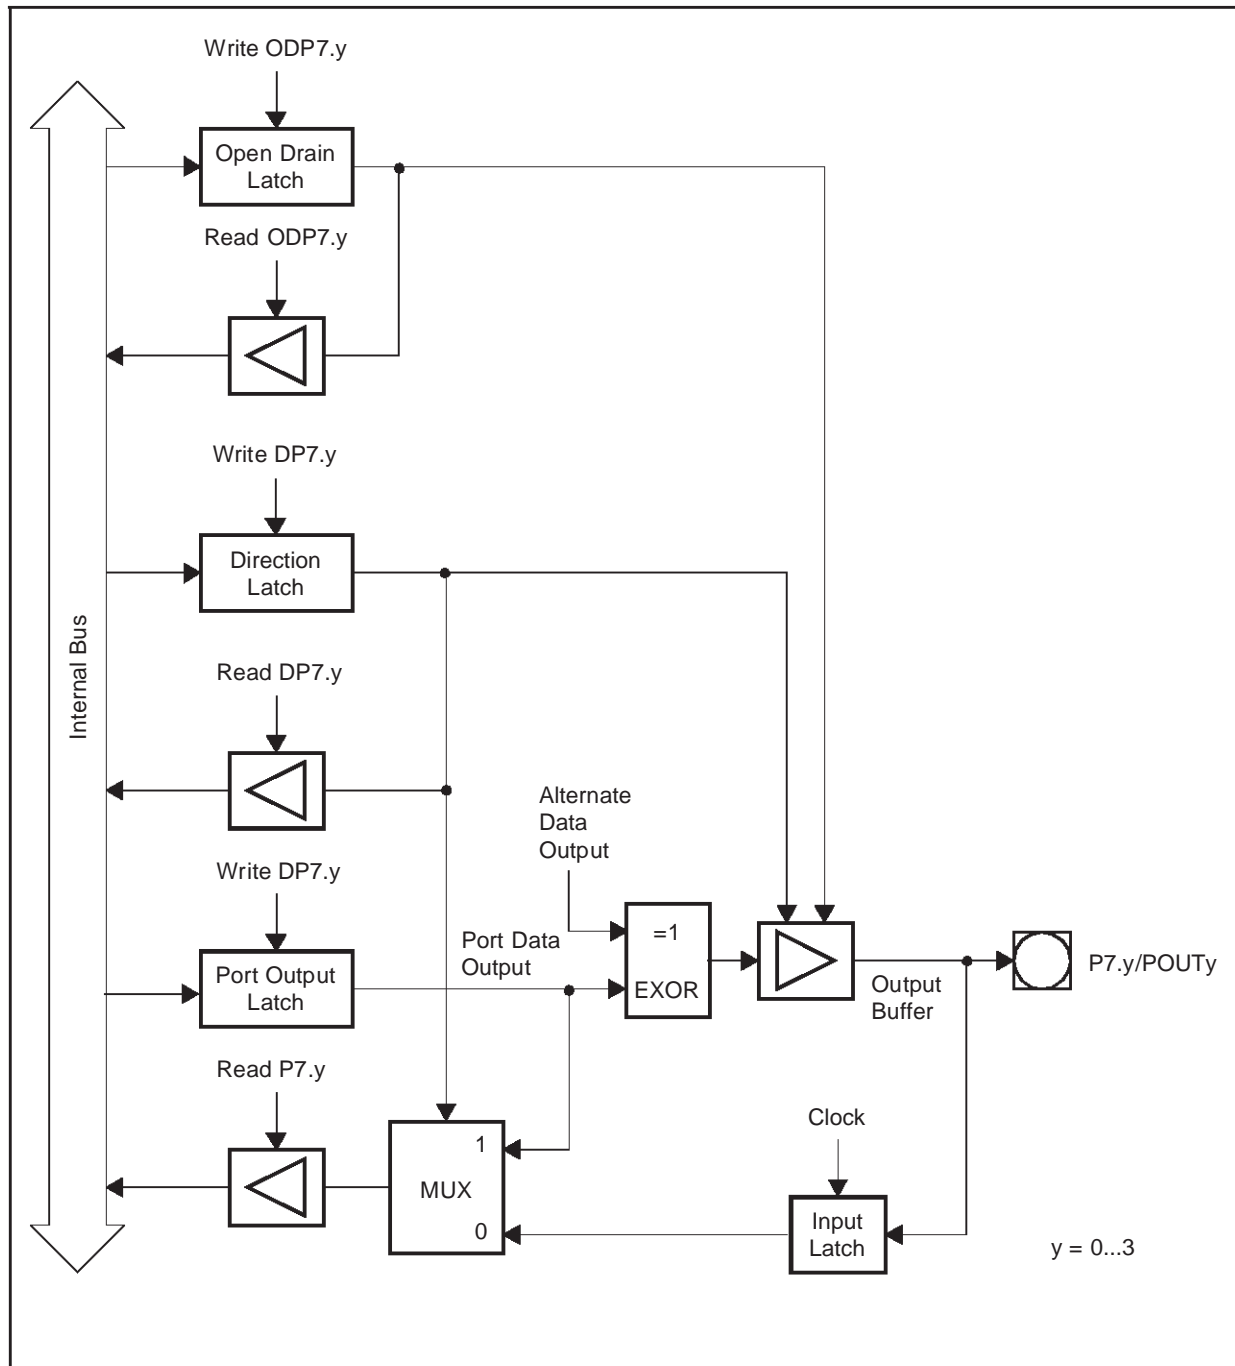 Write ODP7.y
Open Drain
Latch
Read ODP7.y
Write DP7.y
Direction
Latch
Internal Bus
Read DP7.y
Alternate
Data
Output
Write DP7.y
=1
EXOR
Port Data
Output
Port Output
Latch
Output
Buffer
P7.y/POUTy
Read P7.y
1
MUX
0
Clock
Input
Latch
y = 0...3